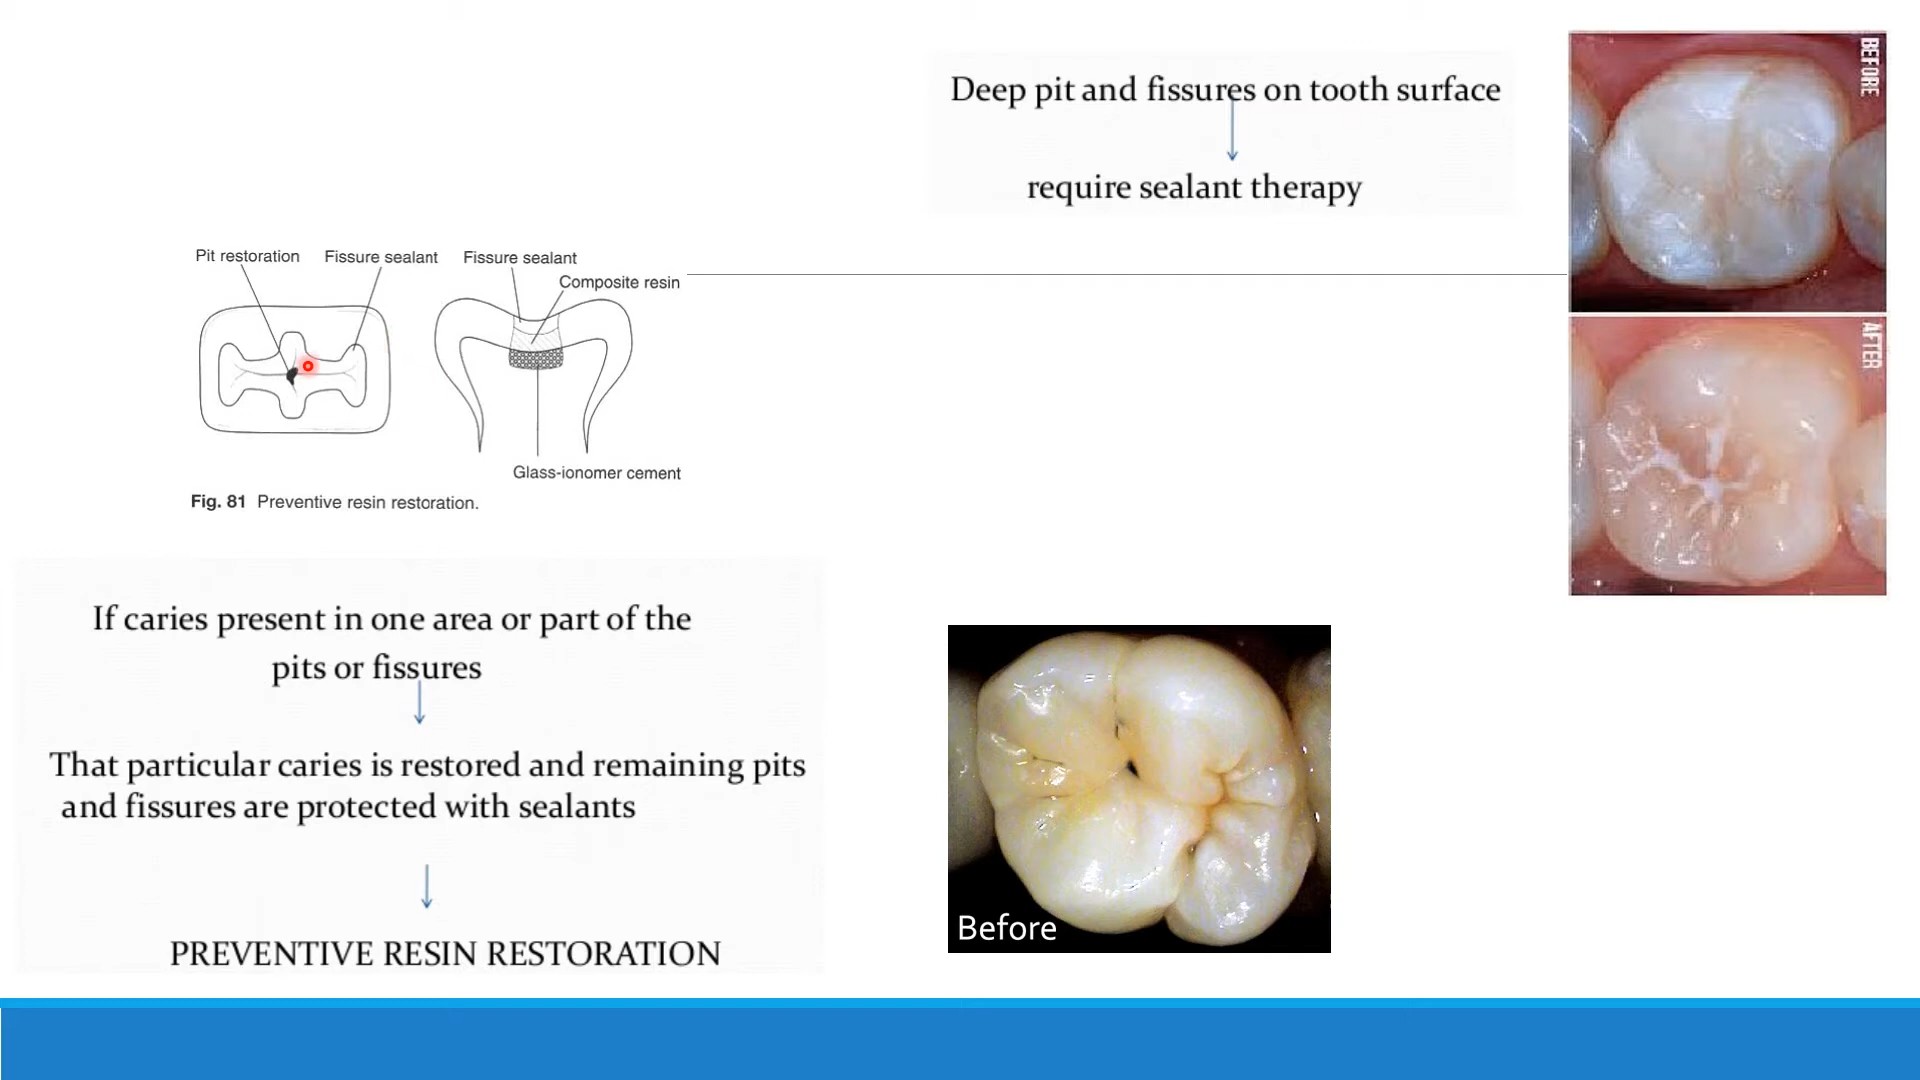 Deep pit and fissures on tooth surface
require sealant therapy
BEFORE
AFTER
Pit restoration
Fissure sealant
Fissure sealant
Composite resin
Glass-ionomer cement
Fig. 81 Preventive resin restoration.
If caries present in one area or part of the
pits or fissures
That particular caries is restored and remaining pits
and fissures are protected with sealants
PREVENTIVE RESIN RESTORATION
Before